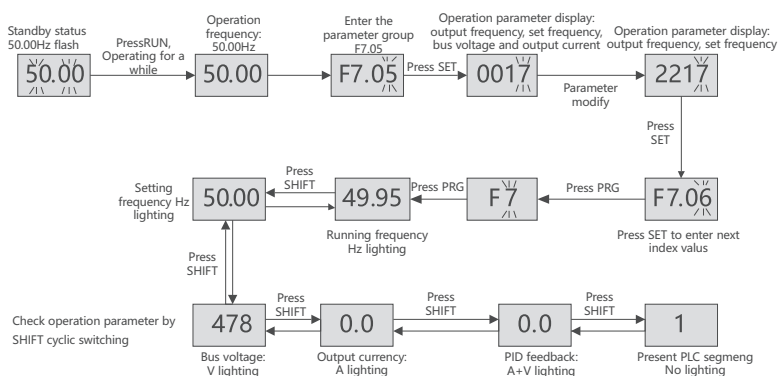 Standby status
50.00Hz flash
50.00
PressRUN,
Operating for a
while
Operation
frequency:
50.00Hz
50.00
Enter the
parameter group
F7.05
F7.05
Press SET
Operation parameter display:
output frequency, set frequency,
bus voltage and output current
0017
Parameter
modify
Operation parameter display:
output frequency, set frequency
2217
Press
SET
Setting
frequency Hz
lighting
50.00
Press
SHIFT
49.95
Running frequency
Hz lighting
Press PRG
F 7
Press PRG
F7.06
Press SET to enter next
index valus
Press
SHIFT
Check operation parameter by
SHIFT cyclic switching
478
Bus voltage:
V lighting
Press
SHIFT
0.0
Output currency:
A lighting
Press
SHIFT
0.0
PID feedback:
A+V lighting
Press
SHIFT
1
Present PLC segmeng
No lighting